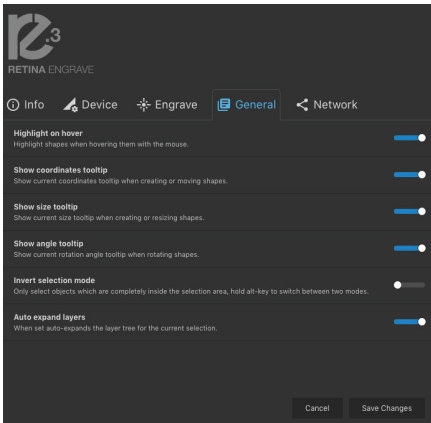 re.3
RETINA ENGRAVE
Info Device Engrave General Network
Highlight on hover
Highlight shapes when hovering them with the mouse.
Show coordinates tooltip
Show current coordinates tooltip when creating or moving shapes.
Show size tooltip
Show current size tooltip when creating or resizing shapes.
Show angle tooltip
Show current rotation angle tooltip when rotating shapes.
Invert selection mode
Only select objects which are completely inside the selection area, hold alt-key to switch between two modes.
Auto expand layers
When set auto-expands the layer tree for the current selection.
Cancel Save Changes